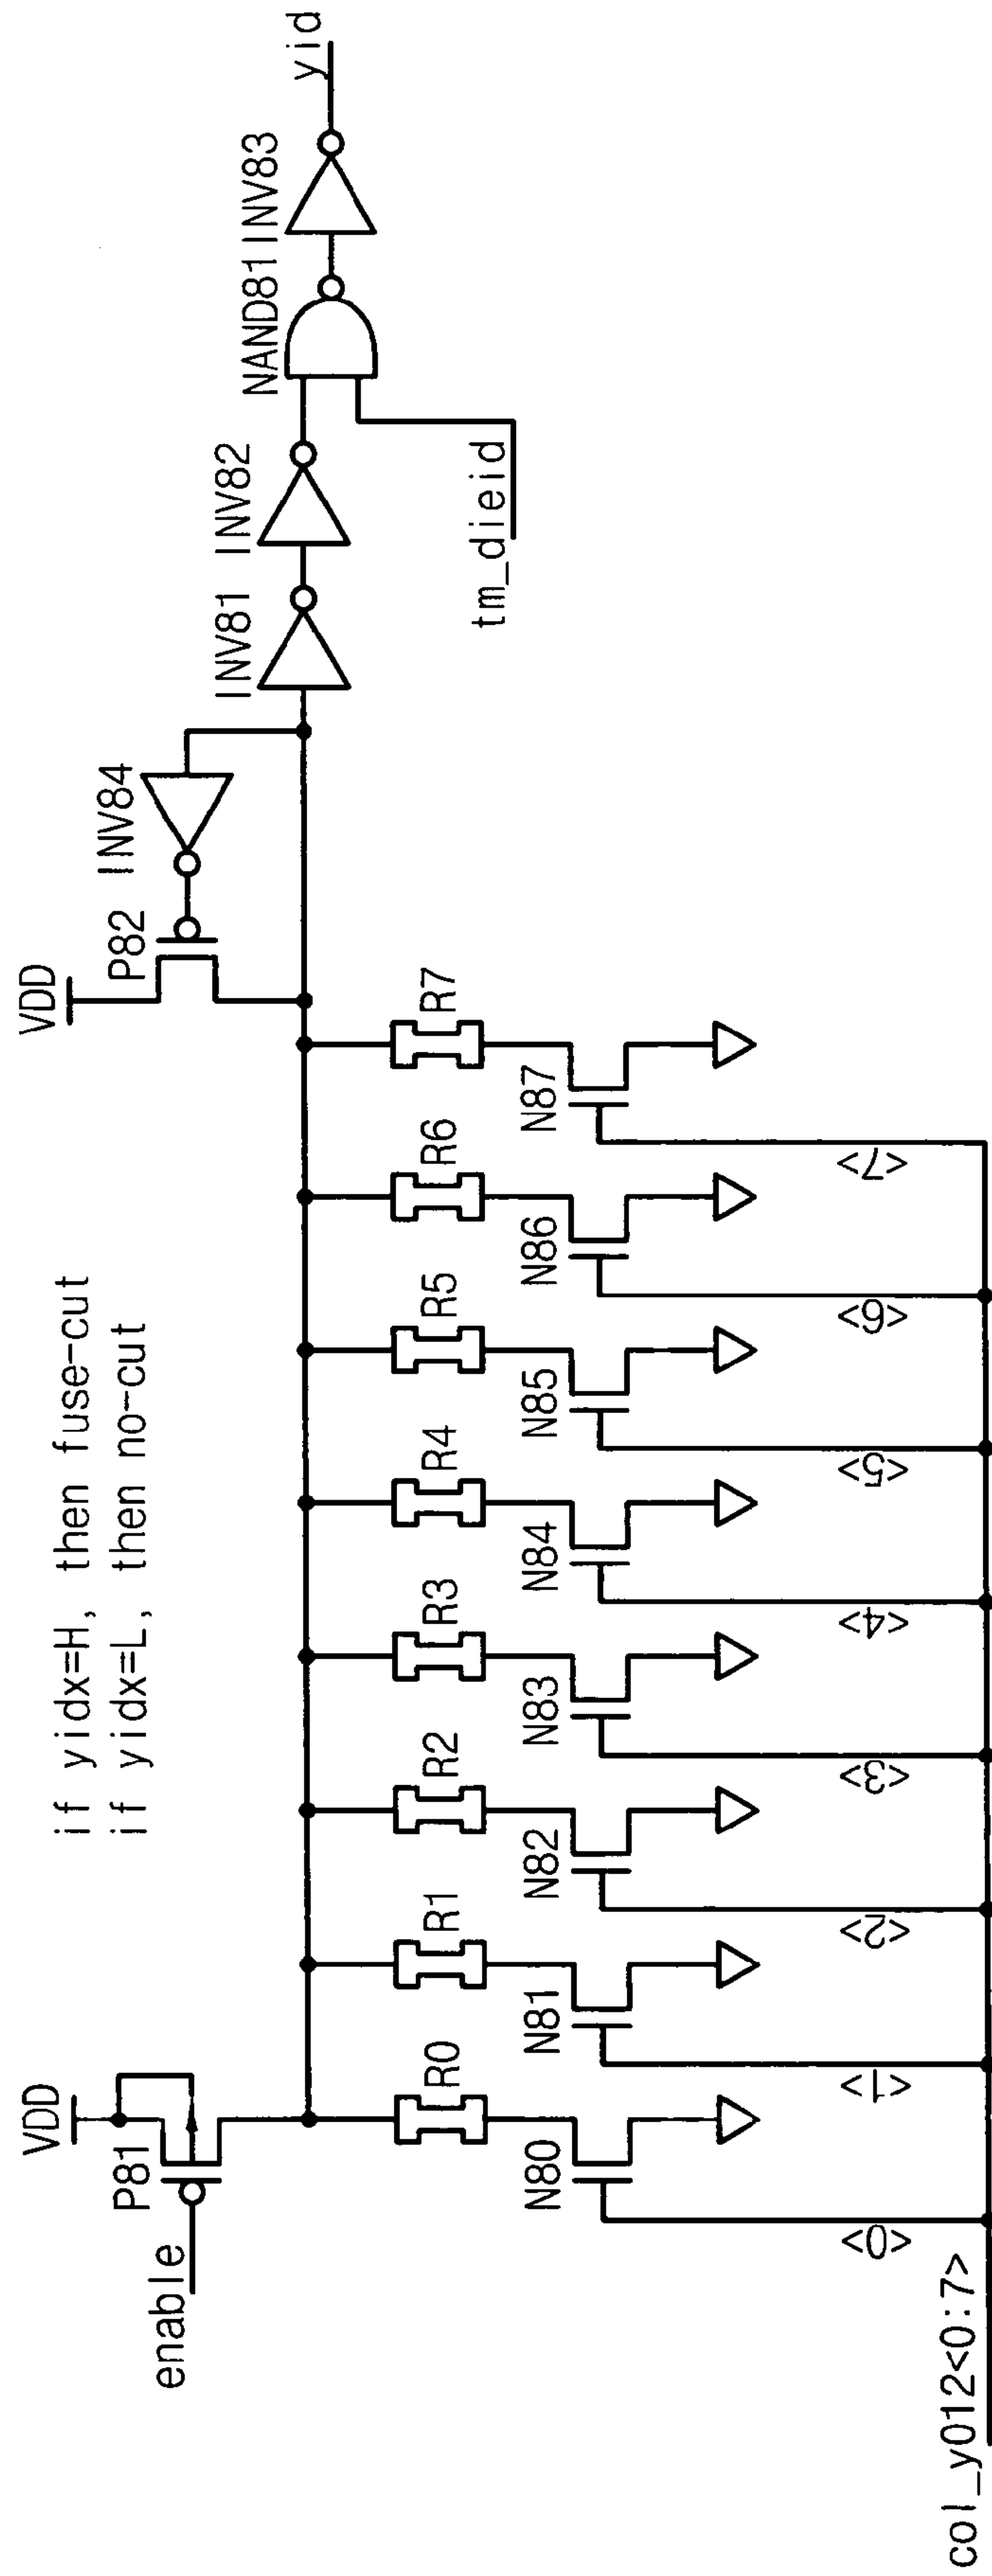 if yidx=H, then fuse-cut
if yidx=L, then no-cut
VDD
P81
enable
VDD
P82
INV84
INV81
INV82
NAND81
INV83
yid
tm_dieid
R0
R1
R2
R3
R4
R5
R6
R7
N80
N81
N82
N83
N84
N85
N86
N87
<0>
<1>
<2>
<3>
<4>
<5>
<6>
<7>
col_y012<0:7>